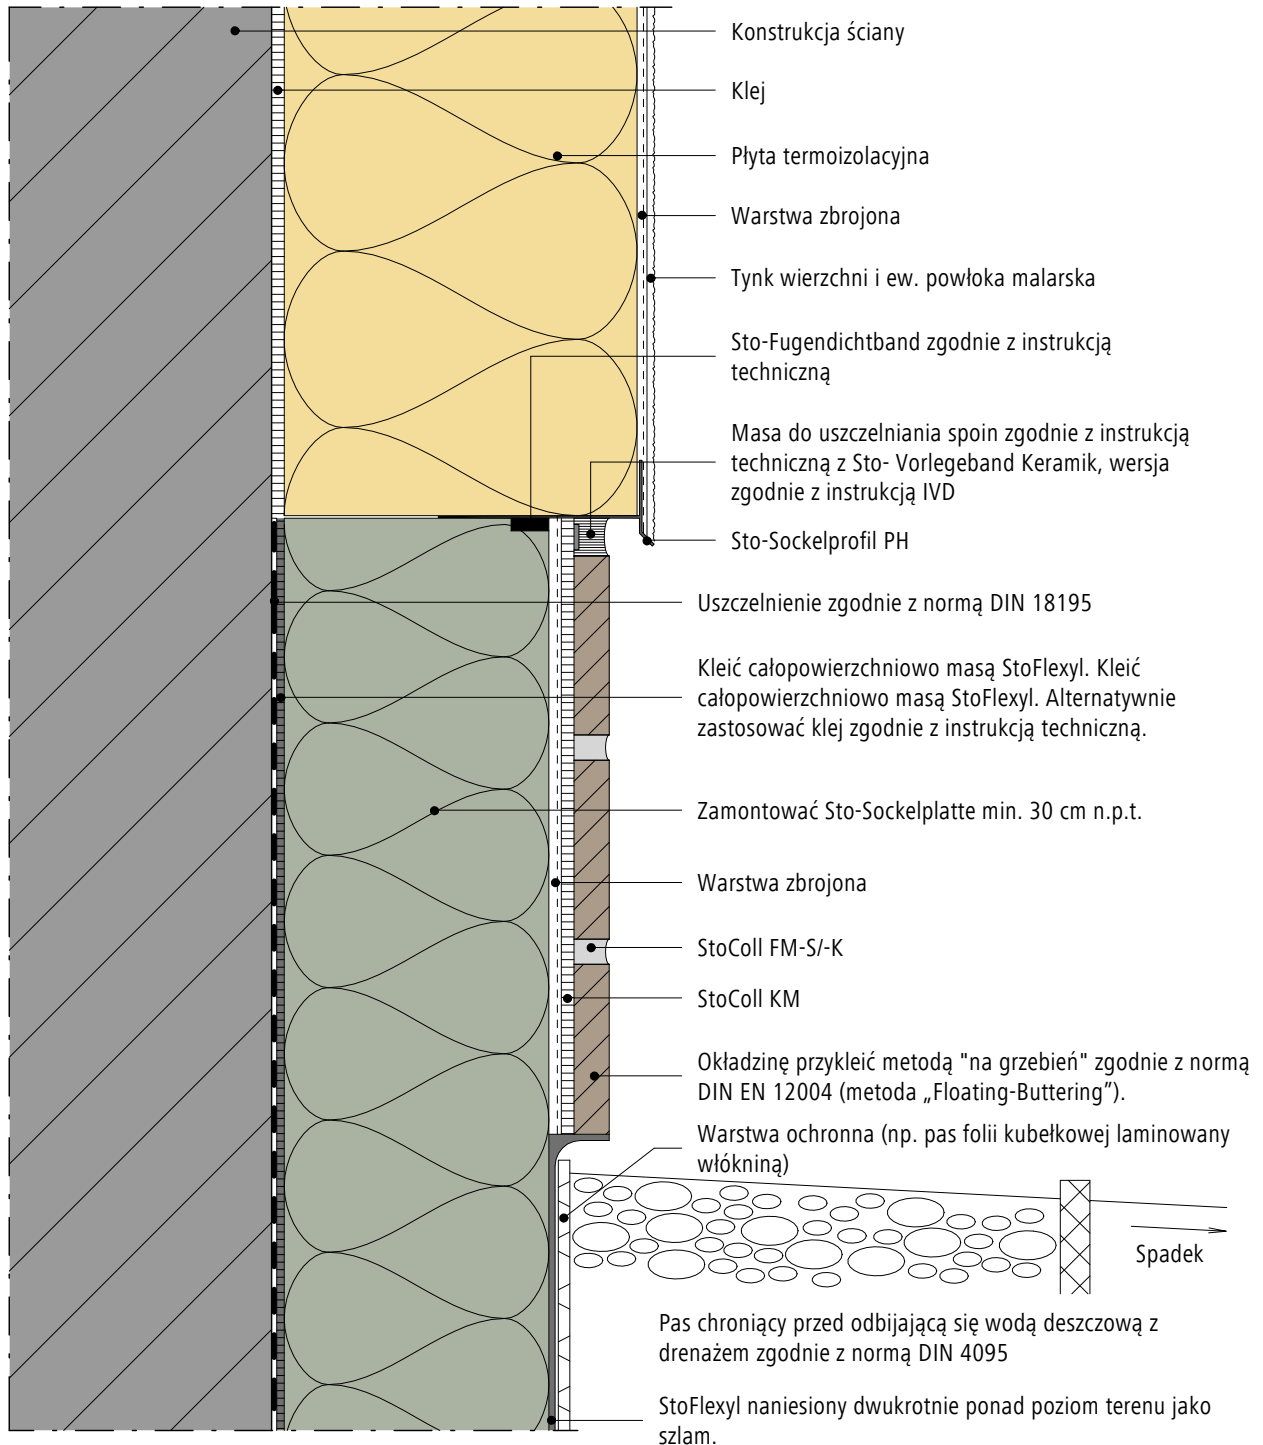 Konstrukcja ściany
Klej
Płyta termoizolacyjna
Warstwa zbrojona
Tynk wierzchni i ew. powłoka malarska
Sto-Fugendichtband zgodnie z instrukcją
techniczną
Masa do uszczelniania spoin zgodnie z instrukcją
techniczną z Sto- Vorlegeband Keramik, wersja
zgodnie z instrukcją IVD
Sto-Sockelprofil PH
Uszczelnienie zgodnie z normą DIN 18195
Kleić całopowierzchniowo masą StoFlexyl. Kleić
całopowierzchniowo masą StoFlexyl. Alternatywnie
zastosować klej zgodnie z instrukcją techniczną.
Zamontować Sto-Sockelplatte min. 30 cm n.p.t.
Warstwa zbrojona
StoColl FM-S/-K
StoColl KM
Okładzinę przykleić metodą "na grzebień" zgodnie z normą
DIN EN 12004 (metoda „Floating-Buttering”).
Warstwa ochronna (np. pas folii kubełkowej laminowany
włókniną)
Spadek
Pas chroniący przed odbijającą się wodą deszczową z
drenażem zgodnie z normą DIN 4095
StoFlexyl naniesiony dwukrotnie ponad poziom terenu jako
szlam.